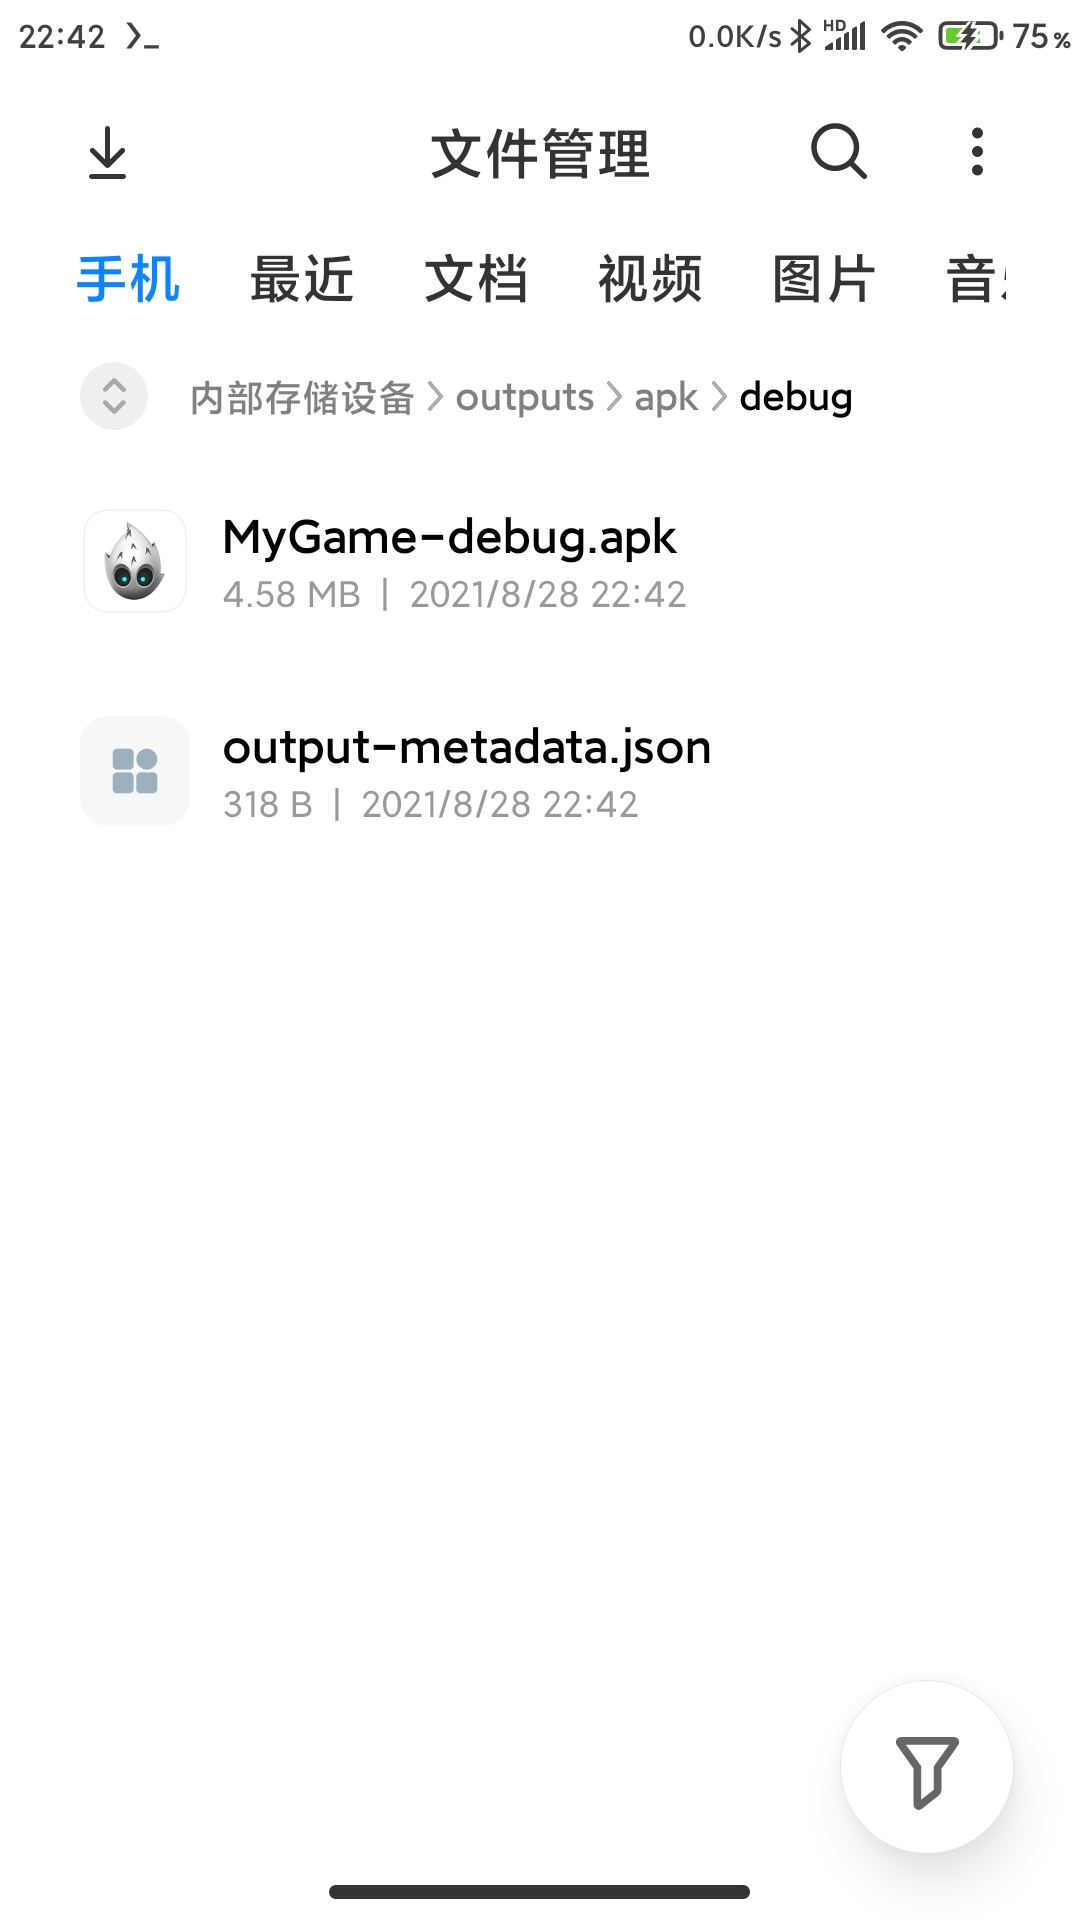 22:42 >_ 0.0K/s HD 75%
文件管理
手机 最近 文档 视频 图片 音
内部存储设备 > outputs > apk > debug
MyGame-debug.apk
4.58 MB | 2021/8/28 22:42
output-metadata.json
318 B | 2021/8/28 22:42